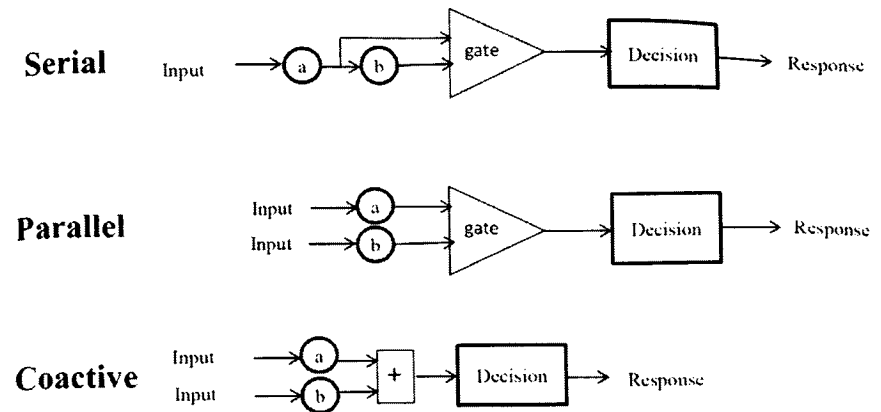 Serial Input a b gate Decision Response
Parallel Input a gate Decision Response
Input b
Coactive Input a + Decision Response
Input b